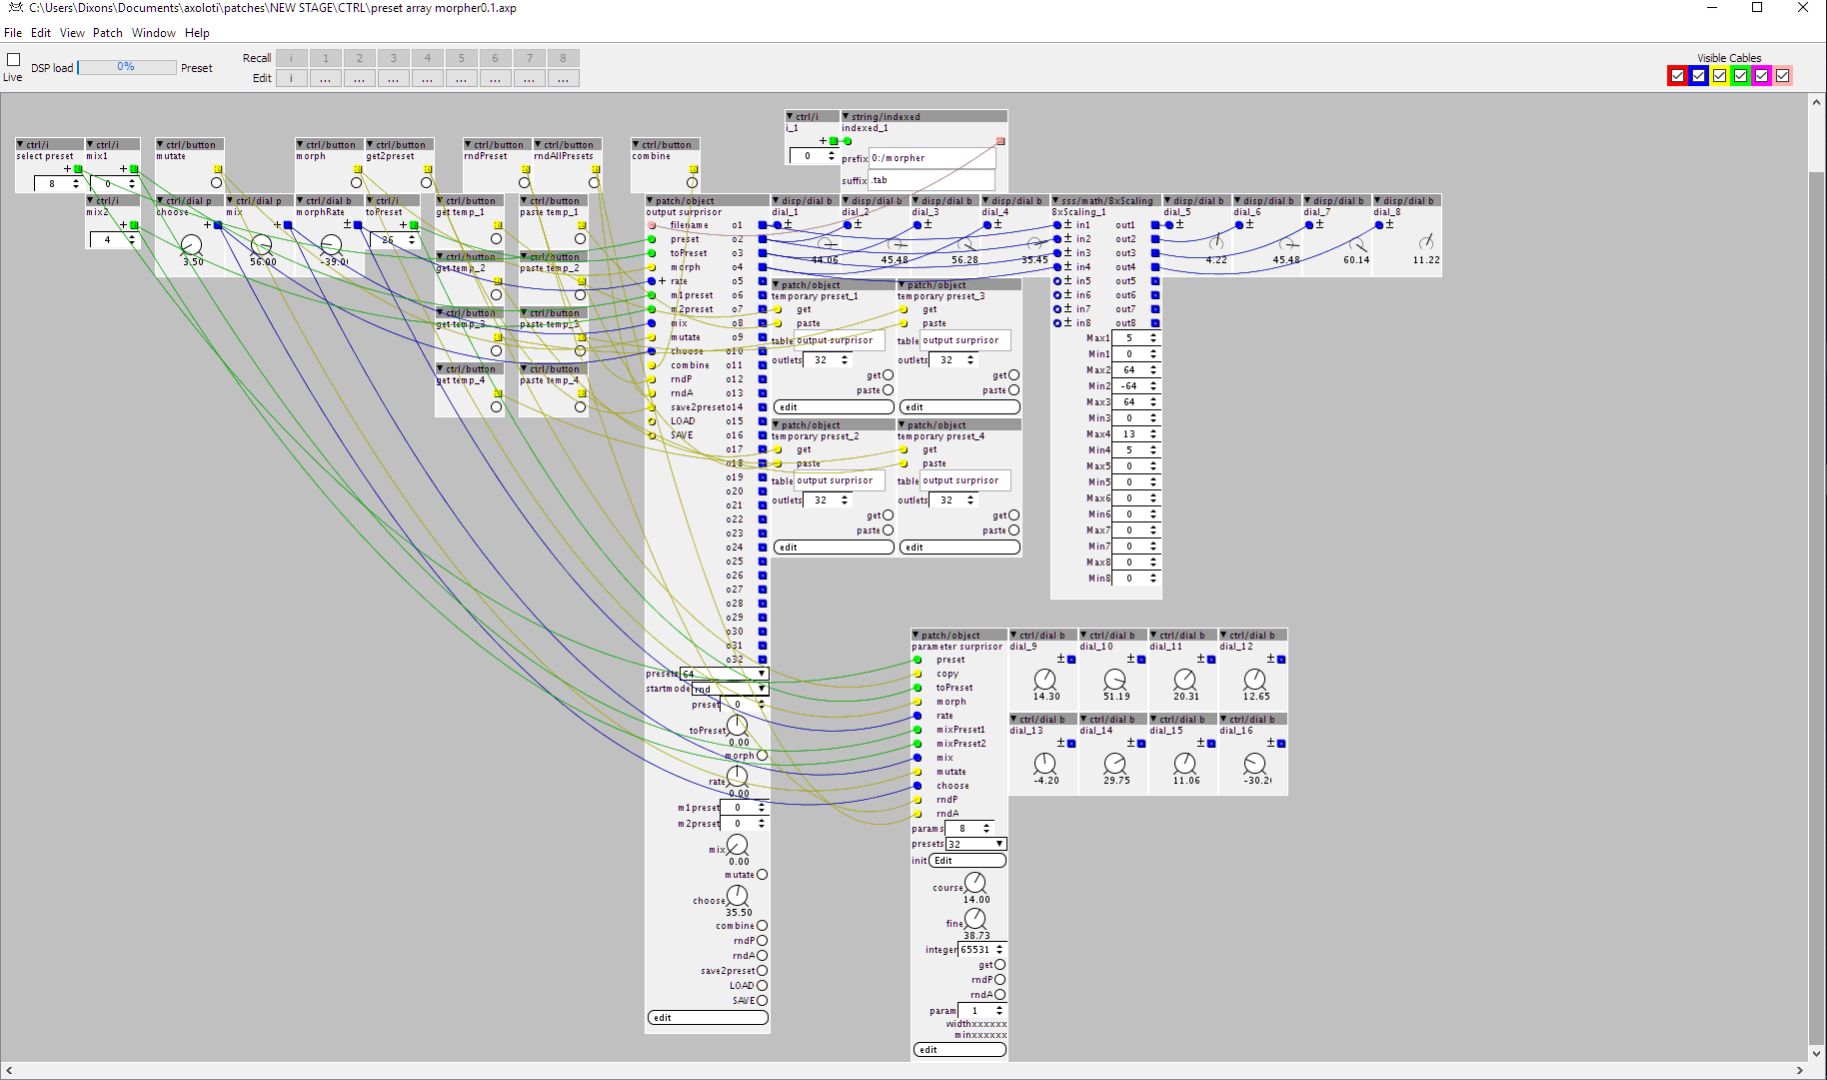 C:\Users\Dixons\Documents\axoloti\patches\NEW STAGE\CTRL\preset array morpher0.1.axp
File Edit View Patch Window Help
Live
DSP load 0% Preset
Recall i 1 2 3 4 5 6 7 8
Edit i ... ... ... ... ... ... ... ...
Visible Cables
ctrl/i
i_1
0
string/indexed
indexed_1
prefix 0:/morpher
suffix .tab
ctrl/i
select preset
8
ctrl/i
mix1
0
ctrl/button
mutate
ctrl/button
morph
ctrl/button
get2preset
ctrl/button
rndPreset
ctrl/button
rndAllPresets
ctrl/button
combine
ctrl/i
mix2
4
ctrl/dial p
choose
3.50
ctrl/dial p
mix
56.00
ctrl/dial b
morphRate
-39.0
ctrl/i
toPreset
26
ctrl/button
get temp_1
ctrl/button
paste temp_1
ctrl/button
get temp_2
ctrl/button
paste temp_2
ctrl/button
get temp_3
ctrl/button
paste temp_3
ctrl/button
get temp_4
ctrl/button
paste temp_4
patch/object
output surprisor
filename o1
preset o2
toPreset o3
morph o4
+ rate o5
m1preset o6
m2preset o7
mix o8
mutate o9
choose o10
combine o11
rndP o12
rndA o13
save2preset o14
LOAD o15
SAVE o16
o17
o18
o19
o20
o21
o22
o23
o24
o25
o26
o27
o28
o29
o30
o31
o32
presets 64
startmode rnd
preset 0
toPreset
0.00
morph
rate
0.00
m1preset 0
m2preset 0
mix
0.00
mutate
choose
35.50
combine
rndP
rndA
save2preset
LOAD
SAVE
edit
disp/dial b
dial_1
44.06
disp/dial b
dial_2
45.48
disp/dial b
dial_3
56.28
disp/dial b
dial_4
35.45
patch/object
temporary preset_1
get
paste
table output surprisor
outlets 32
get
paste
edit
patch/object
temporary preset_3
get
paste
table output surprisor
outlets 32
get
paste
edit
patch/object
temporary preset_2
get
paste
table output surprisor
outlets 32
get
paste
edit
patch/object
temporary preset_4
get
paste
table output surprisor
outlets 32
get
paste
edit
sss/math/8xScaling
8xScaling_1
± in1 out1
± in2 out2
± in3 out3
± in4 out4
± in5 out5
± in6 out6
± in7 out7
± in8 out8
Max1 5
Min1 0
Max2 64
Min2 -64
Max3 64
Min3 0
Max4 13
Min4 5
Max5 0
Min5 0
Max6 0
Min6 0
Max7 0
Min7 0
Max8 0
Min8 0
disp/dial b
dial_5
4.22
disp/dial b
dial_6
45.48
disp/dial b
dial_7
60.14
disp/dial b
dial_8
11.22
patch/object
parameter surprisor
preset
copy
toPreset
morph
rate
mixPreset1
mixPreset2
mix
mutate
choose
rndP
rndA
params 8
presets 32
init Edit
course
14.00
fine
38.73
integer 65531
get
rndP
rndA
param 1
widthxxxxxx
minxxxxxx
edit
ctrl/dial b
dial_9
14.30
ctrl/dial b
dial_10
51.19
ctrl/dial b
dial_11
20.31
ctrl/dial b
dial_12
12.65
ctrl/dial b
dial_13
-4.20
ctrl/dial b
dial_14
29.75
ctrl/dial b
dial_15
11.06
ctrl/dial b
dial_16